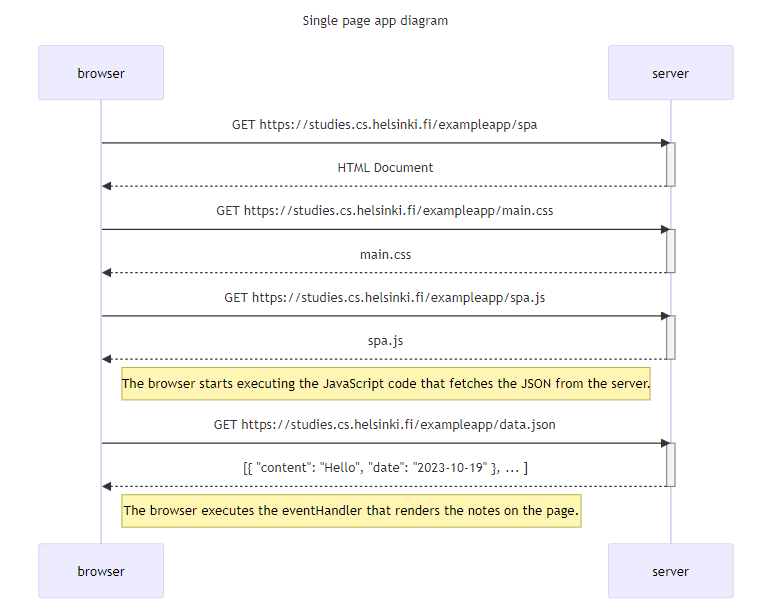 Single page app diagram
browser
server
GET https://studies.cs.helsinki.fi/exampleapp/spa
HTML Document
GET https://studies.cs.helsinki.fi/exampleapp/main.css
main.css
GET https://studies.cs.helsinki.fi/exampleapp/spa.js
spa.js
The browser starts executing the JavaScript code that fetches the JSON from the server.
GET https://studies.cs.helsinki.fi/exampleapp/data.json
[{ "content": "Hello", "date": "2023-10-19" }, ... ]
The browser executes the eventHandler that renders the notes on the page.
browser
server